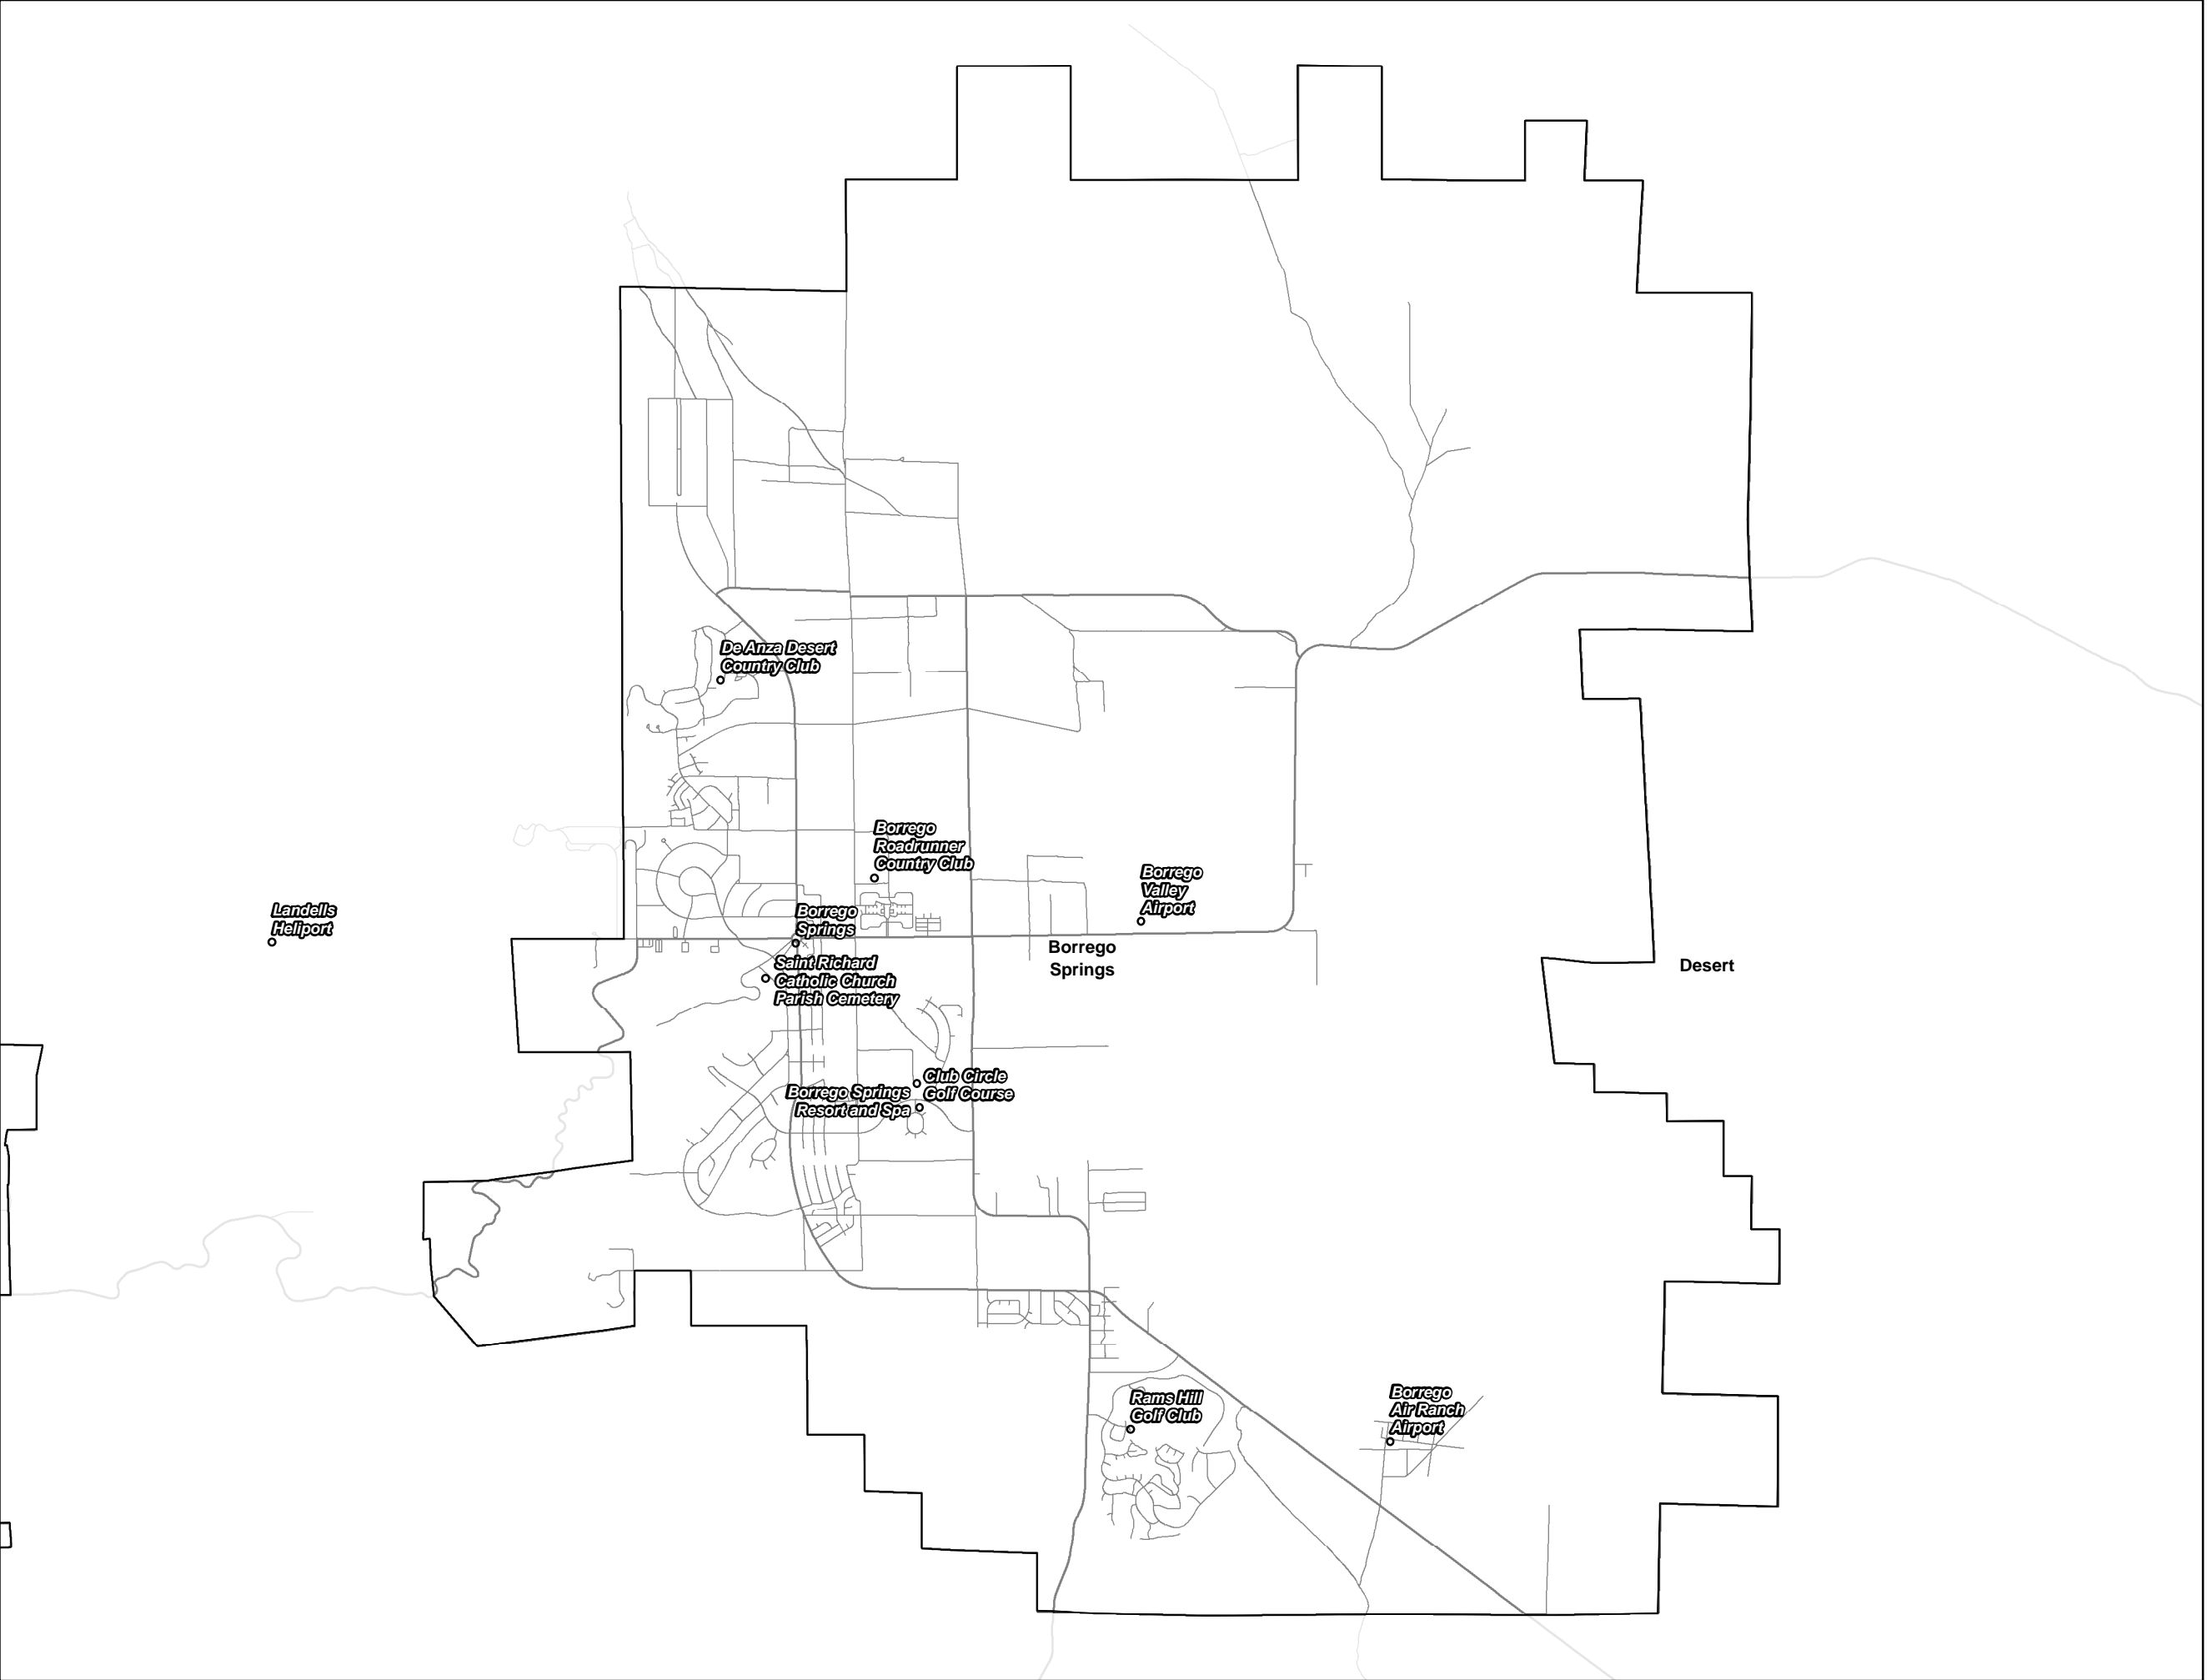 De Anza Desert
Country Club
Borrego
Roadrunner
Country Club
Borrego
Valley
Airport
Landells
Heliport
Borrego
Springs
Borrego
Springs
Desert
Saint Richard
Catholic Church
Parish Cemetery
Club Circle
Golf Course
Borrego Springs
Resort and Spa
Rams Hill
Golf Club
Borrego
Air Ranch
Airport